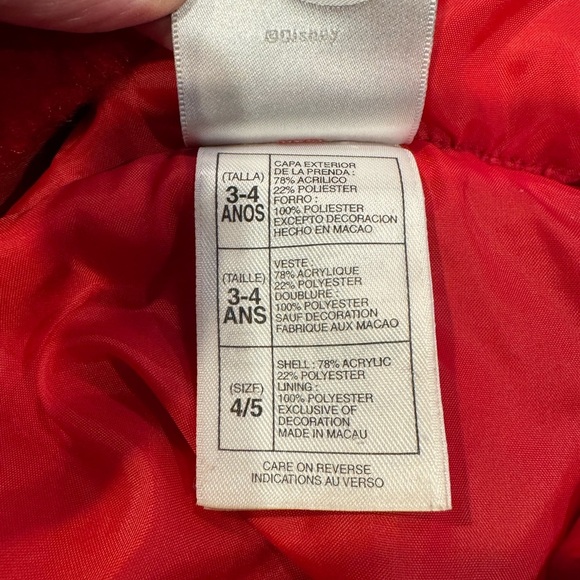 ©Disney
(TALLA)
3-4
ANOS
CAPA EXTERIOR
DE LA PRENDA :
78% ACRILICO
22% POLIESTER
FORRO :
100% POLIESTER
EXCEPTO DECORACION
HECHO EN MACAO
(TAILLE)
3-4
ANS
VESTE :
78% ACRYLIQUE
22% POLYESTER
DOUBLURE :
100% POLYESTER
SAUF DECORATION
FABRIQUE AUX MACAO
(SIZE)
4/5
SHELL : 78% ACRYLIC
22% POLYESTER
LINING :
100% POLYESTER
EXCLUSIVE OF
DECORATION
MADE IN MACAU
CARE ON REVERSE
INDICATIONS AU VERSO